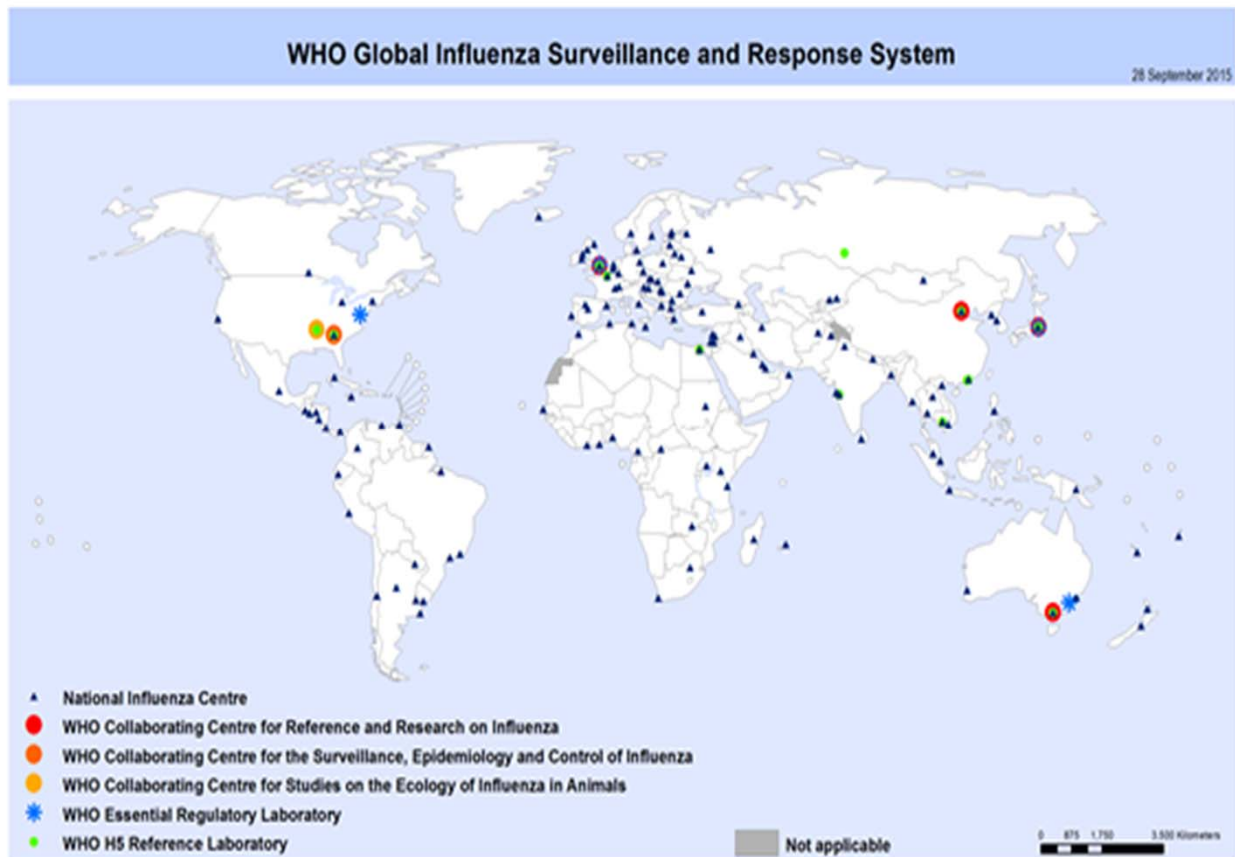 WHO Global Influenza Surveillance and Response System
28 September 2015
National Influenza Centre
WHO Collaborating Centre for Reference and Research on Influenza
WHO Collaborating Centre for the Surveillance, Epidemiology and Control of Influenza
WHO Collaborating Centre for Studies on the Ecology of Influenza in Animals
WHO Essential Regulatory Laboratory
WHO H5 Reference Laboratory
Not applicable
0 875 1,750 3,500 Kilometers